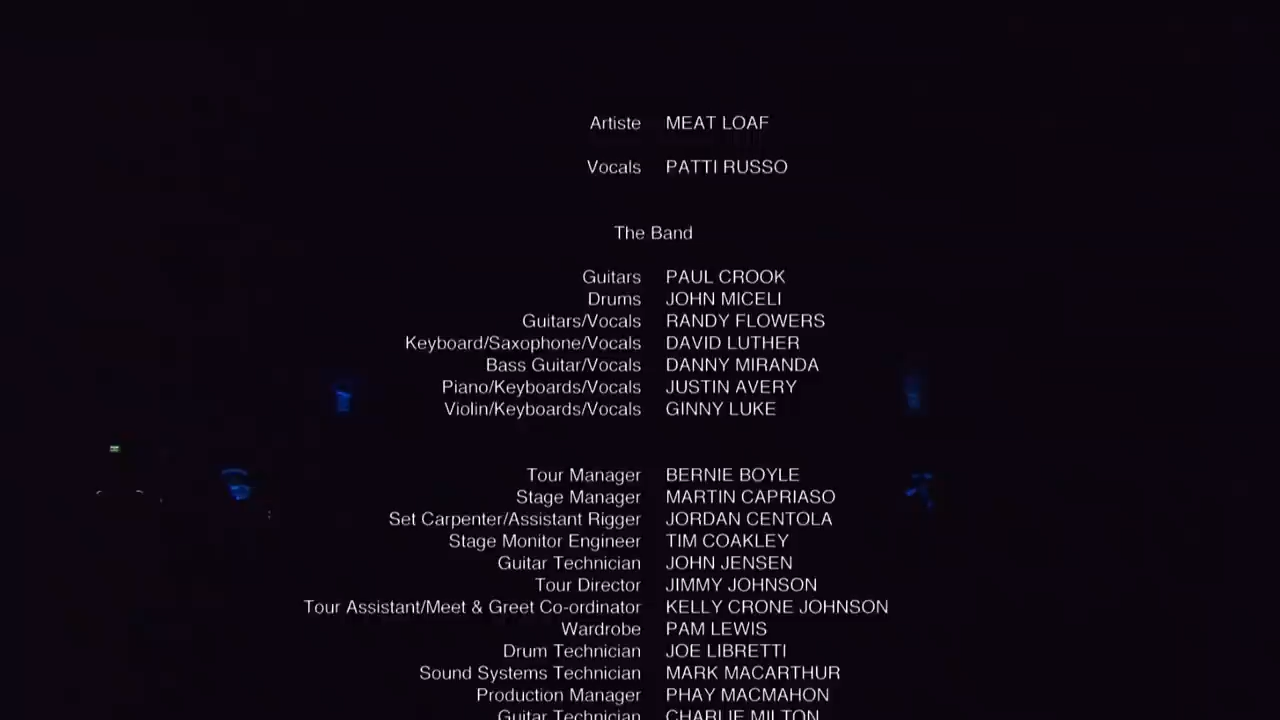 Artiste MEAT LOAF
Vocals PATTI RUSSO
The Band
Guitars PAUL CROOK
Drums JOHN MICELI
Guitars/Vocals RANDY FLOWERS
Keyboard/Saxophone/Vocals DAVID LUTHER
Bass Guitar/Vocals DANNY MIRANDA
Piano/Keyboards/Vocals JUSTIN AVERY
Violin/Keyboards/Vocals GINNY LUKE
Tour Manager BERNIE BOYLE
Stage Manager MARTIN CAPRIASO
Set Carpenter/Assistant Rigger JORDAN CENTOLA
Stage Monitor Engineer TIM COAKLEY
Guitar Technician JOHN JENSEN
Tour Director JIMMY JOHNSON
Tour Assistant/Meet & Greet Co-ordinator KELLY CRONE JOHNSON
Wardrobe PAM LEWIS
Drum Technician JOE LIBRETTI
Sound Systems Technician MARK MACARTHUR
Production Manager PHAY MACMAHON
Guitar Technician CHARLIE MILTON